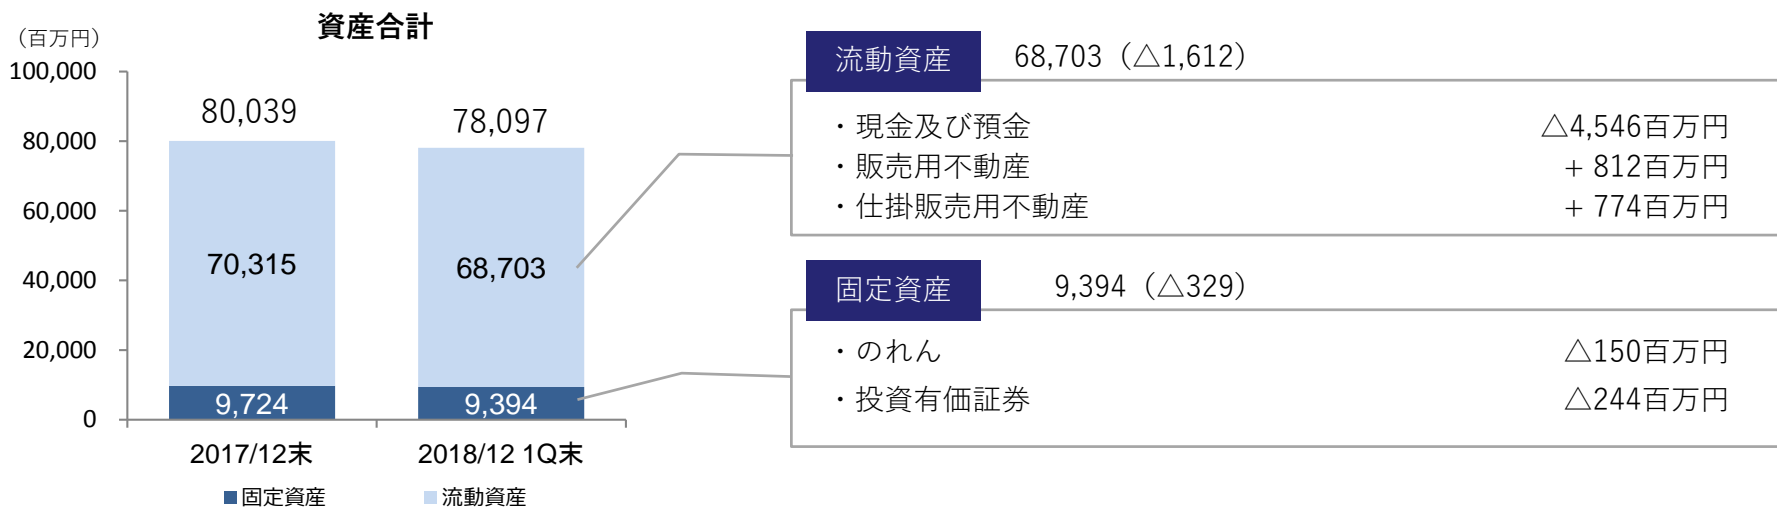 資産合計
（百万円）
100,000
80,000
60,000
40,000
20,000
0
80,039
78,097
70,315
68,703
9,724
9,394
2017/12末
2018/12 1Q末
固定資産
流動資産
流動資産 68,703（△1,612）
・現金及び預金 △4,546百万円
・販売用不動産 + 812百万円
・仕掛販売用不動産 + 774百万円
固定資産 9,394（△329）
・のれん △150百万円
・投資有価証券 △244百万円